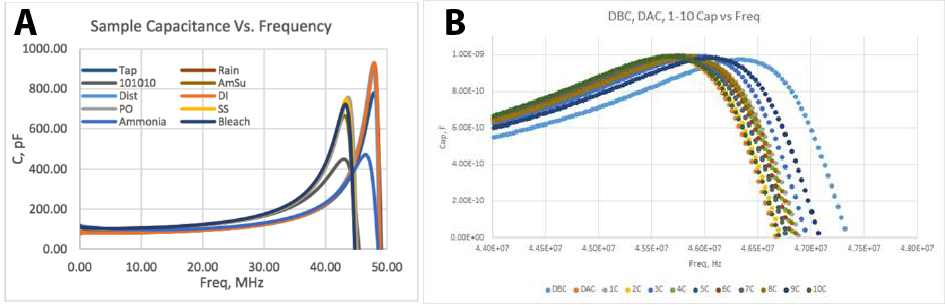 A
Sample Capacitance Vs. Frequency
1000.00
800.00
600.00
400.00
200.00
0.00
C, pF
Tap Rain
101010 AmSu
Dist DI
PO SS
Ammonia Bleach
0.00 10.00 20.00 30.00 40.00 50.00
Freq, MHz
B
DBC, DAC, 1-10 Cap vs Freq
1.00E-09
8.00E-10
6.00E-10
4.00E-10
2.00E-10
0.00E+00
Cap, F
4.40E+07 4.45E+07 4.50E+07 4.55E+07 4.60E+07 4.65E+07 4.70E+07 4.75E+07 4.80E+07
Freq, Hz
DBC DAC 1C 2C 3C 4C 5C 6C 7C 8C 9C 10C